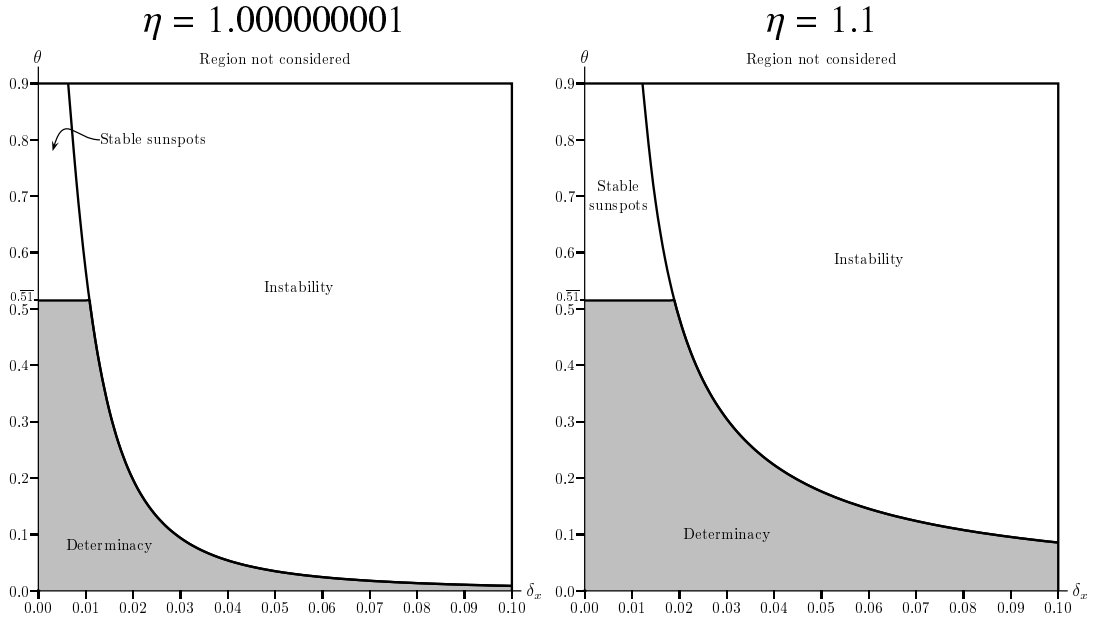 η = 1.000000001
θ
Region not considered
0.9
0.8
Stable sunspots
0.7
0.6
Instability
0.51
0.5
0.4
0.3
0.2
0.1
Determinacy
0.0
0.00 0.01 0.02 0.03 0.04 0.05 0.06 0.07 0.08 0.09 0.10
δx
η = 1.1
θ
Region not considered
0.9
0.8
0.7
Stable
sunspots
0.6
Instability
0.51
0.5
0.4
0.3
0.2
0.1
Determinacy
0.0
0.00 0.01 0.02 0.03 0.04 0.05 0.06 0.07 0.08 0.09 0.10
δx